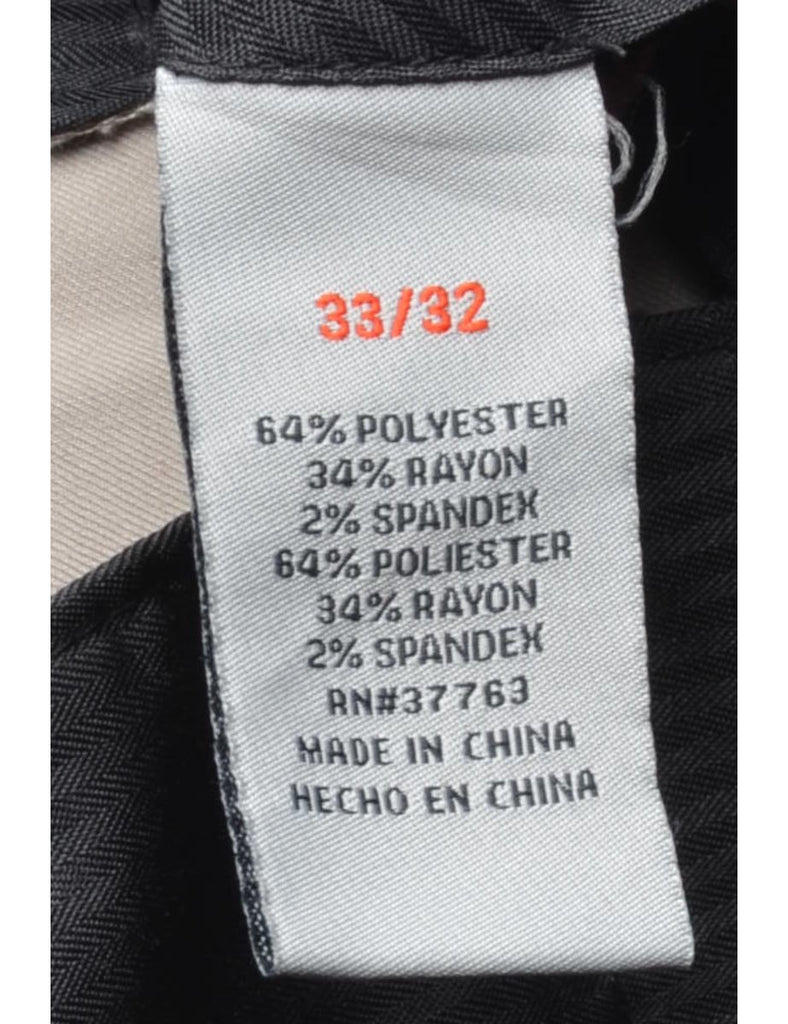 33/32
64% POLYESTER
34% RAYON
2% SPANDEX
64% POLIESTER
34% RAYON
2% SPANDEX
RN#37763
MADE IN CHINA
HECHO EN CHINA